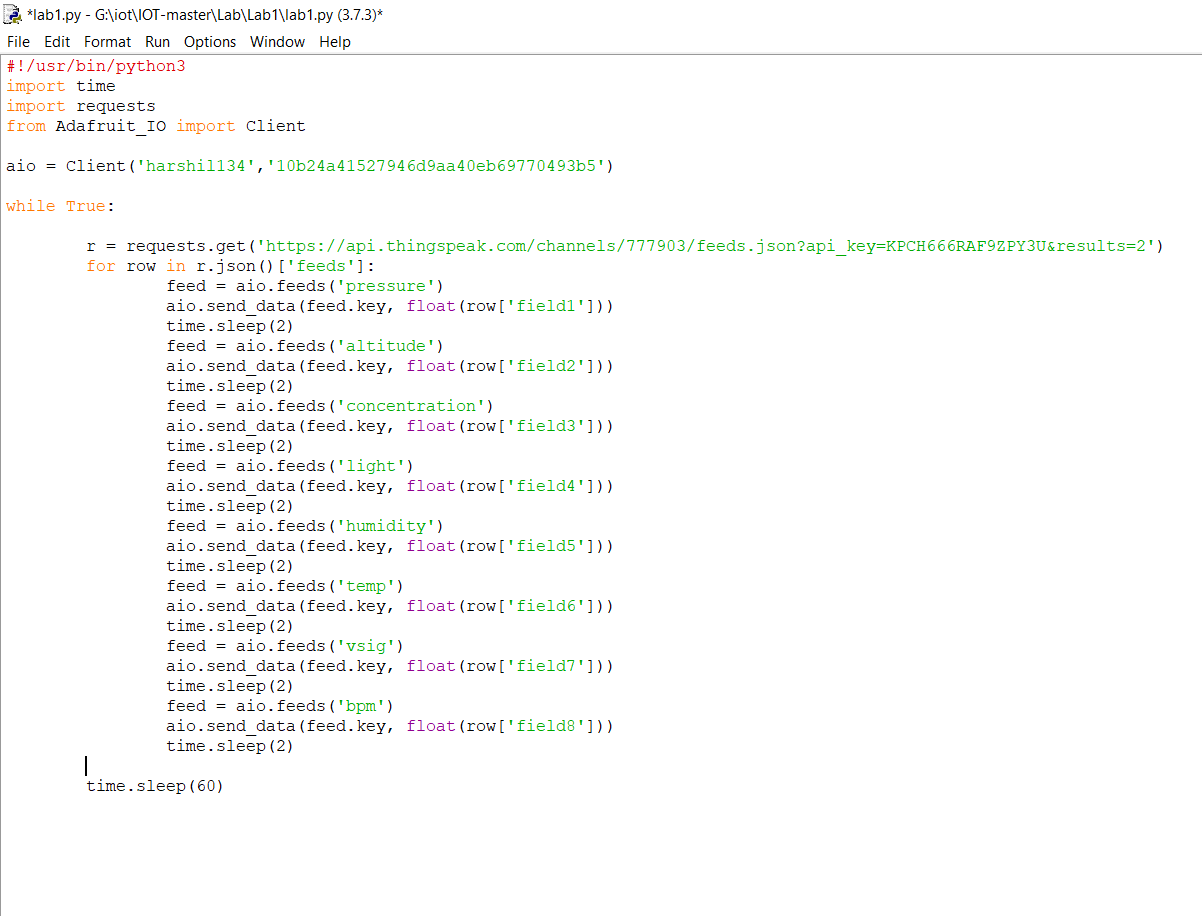 *lab1.py - G:\iot\IOT-master\Lab\Lab1\lab1.py (3.7.3)*
File Edit Format Run Options Window Help
#!/usr/bin/python3
import time
import requests
from Adafruit_IO import Client
aio = Client('harshil134','10b24a41527946d9aa40eb69770493b5')
while True:
r = requests.get('https://api.thingspeak.com/channels/777903/feeds.json?api_key=KPCH666RAF9ZPY3U&results=2')
for row in r.json()['feeds']:
feed = aio.feeds('pressure')
aio.send_data(feed.key, float(row['field1']))
time.sleep(2)
feed = aio.feeds('altitude')
aio.send_data(feed.key, float(row['field2']))
time.sleep(2)
feed = aio.feeds('concentration')
aio.send_data(feed.key, float(row['field3']))
time.sleep(2)
feed = aio.feeds('light')
aio.send_data(feed.key, float(row['field4']))
time.sleep(2)
feed = aio.feeds('humidity')
aio.send_data(feed.key, float(row['field5']))
time.sleep(2)
feed = aio.feeds('temp')
aio.send_data(feed.key, float(row['field6']))
time.sleep(2)
feed = aio.feeds('vsig')
aio.send_data(feed.key, float(row['field7']))
time.sleep(2)
feed = aio.feeds('bpm')
aio.send_data(feed.key, float(row['field8']))
time.sleep(2)
time.sleep(60)